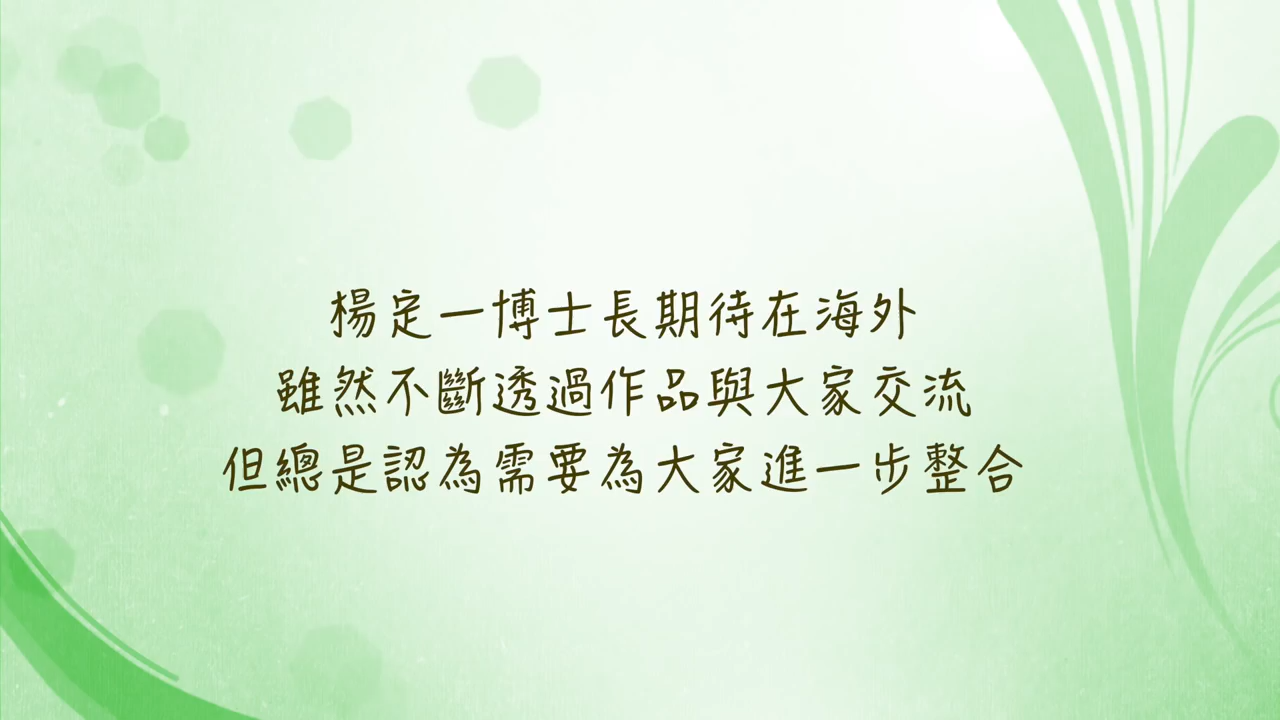 楊定一博士長期待在海外
雖然不斷透過作品與大家交流
但總是認為需要為大家進一步整合